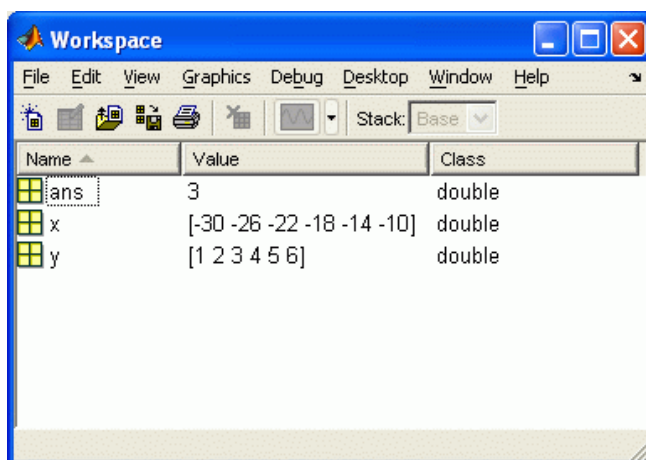 Workspace
File Edit View Graphics Debug Desktop Window Help
Stack: Base
Name Value Class
ans 3 double
x [-30 -26 -22 -18 -14 -10] double
y [1 2 3 4 5 6] double